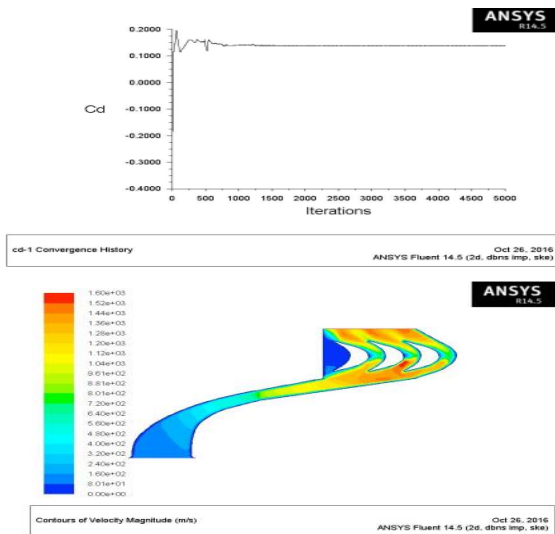 ANSYS
R14.5
0.2000
0.1000
0.0000
Cd
-0.1000
-0.2000
-0.3000
-0.4000
0 500 1000 1500 2000 2500 3000 3500 4000 4500 5000
Iterations
cd-1 Convergence History
Oct 26, 2016
ANSYS Fluent 14.5 (2d, dbns imp, ske)
ANSYS
R14.5
1.60e+03
1.52e+03
1.44e+03
1.36e+03
1.28e+03
1.20e+03
1.12e+03
1.04e+03
9.61e+02
8.81e+02
8.01e+02
7.20e+02
6.40e+02
5.60e+02
4.80e+02
4.00e+02
3.20e+02
2.40e+02
1.60e+02
8.01e+01
0.00e+00
Contours of Velocity Magnitude (m/s)
Oct 26, 2016
ANSYS Fluent 14.5 (2d, dbns imp, ske)